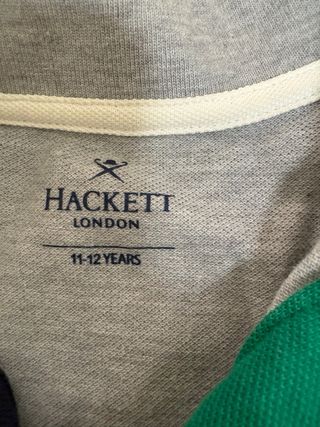 HACKETT
LONDON
11-12 YEARS